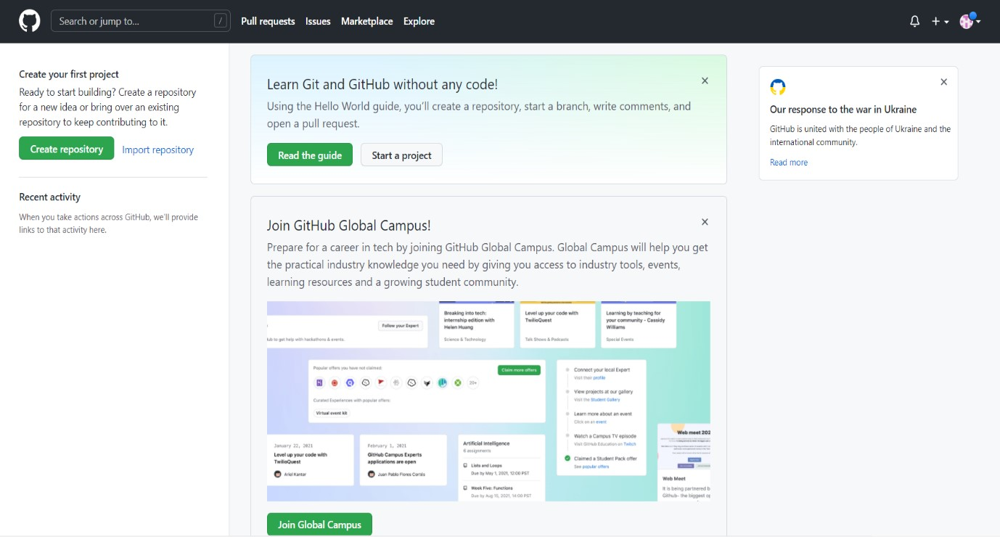 Search or jump to...
/
Pull requests
Issues
Marketplace
Explore
Create your first project
Ready to start building? Create a repository
for a new idea or bring over an existing
repository to keep contributing to it.
Create repository
Import repository
Recent activity
When you take actions across GitHub, we'll provide
links to that activity here.
Learn Git and GitHub without any code!
Using the Hello World guide, you'll create a repository, start a branch, write comments, and
open a pull request.
Read the guide
Start a project
Join GitHub Global Campus!
Prepare for a career in tech by joining GitHub Global Campus. Global Campus will help you get
the practical industry knowledge you need by giving you access to industry tools, events,
learning resources and a growing student community.
Follow your Expert
to get help with hackathons & events.
Breaking into tech:
internship edition with
Helen Huang
Science & Technology
Level up your code with
TwilioQuest
Talk Shows & Podcasts
Learning by teaching for
your community - Cassidy
Williams
Special Events
Popular offers you have not claimed:
Claim more offers
20+
Curated Experiences with popular offers:
Virtual event kit
Connect your local Expert
Visit their profile
View projects at our gallery
Visit the Student Gallery
Learn more about an event
Click on an event
Watch a Campus TV episode
Visit GitHub Education on Twitch
Claimed a Student Pack offer
See popular offers
January 22, 2021
Level up your code with
TwilioQuest
Ariel Kantor
February 1, 2021
GitHub Campus Experts
applications are open
Juan Pablo Flores Cortés
Artificial Intelligence
6 assignments
Lists and Loops
Due by May 1, 2021, 12:00 PST
Week Five: Functions
Due by Aug 15, 2021, 14:00 PST
Web meet 202
Web Meet
It is being partnered b
Github- the biggest op
Join Global Campus
Our response to the war in Ukraine
GitHub is united with the people of Ukraine and the
international community.
Read more